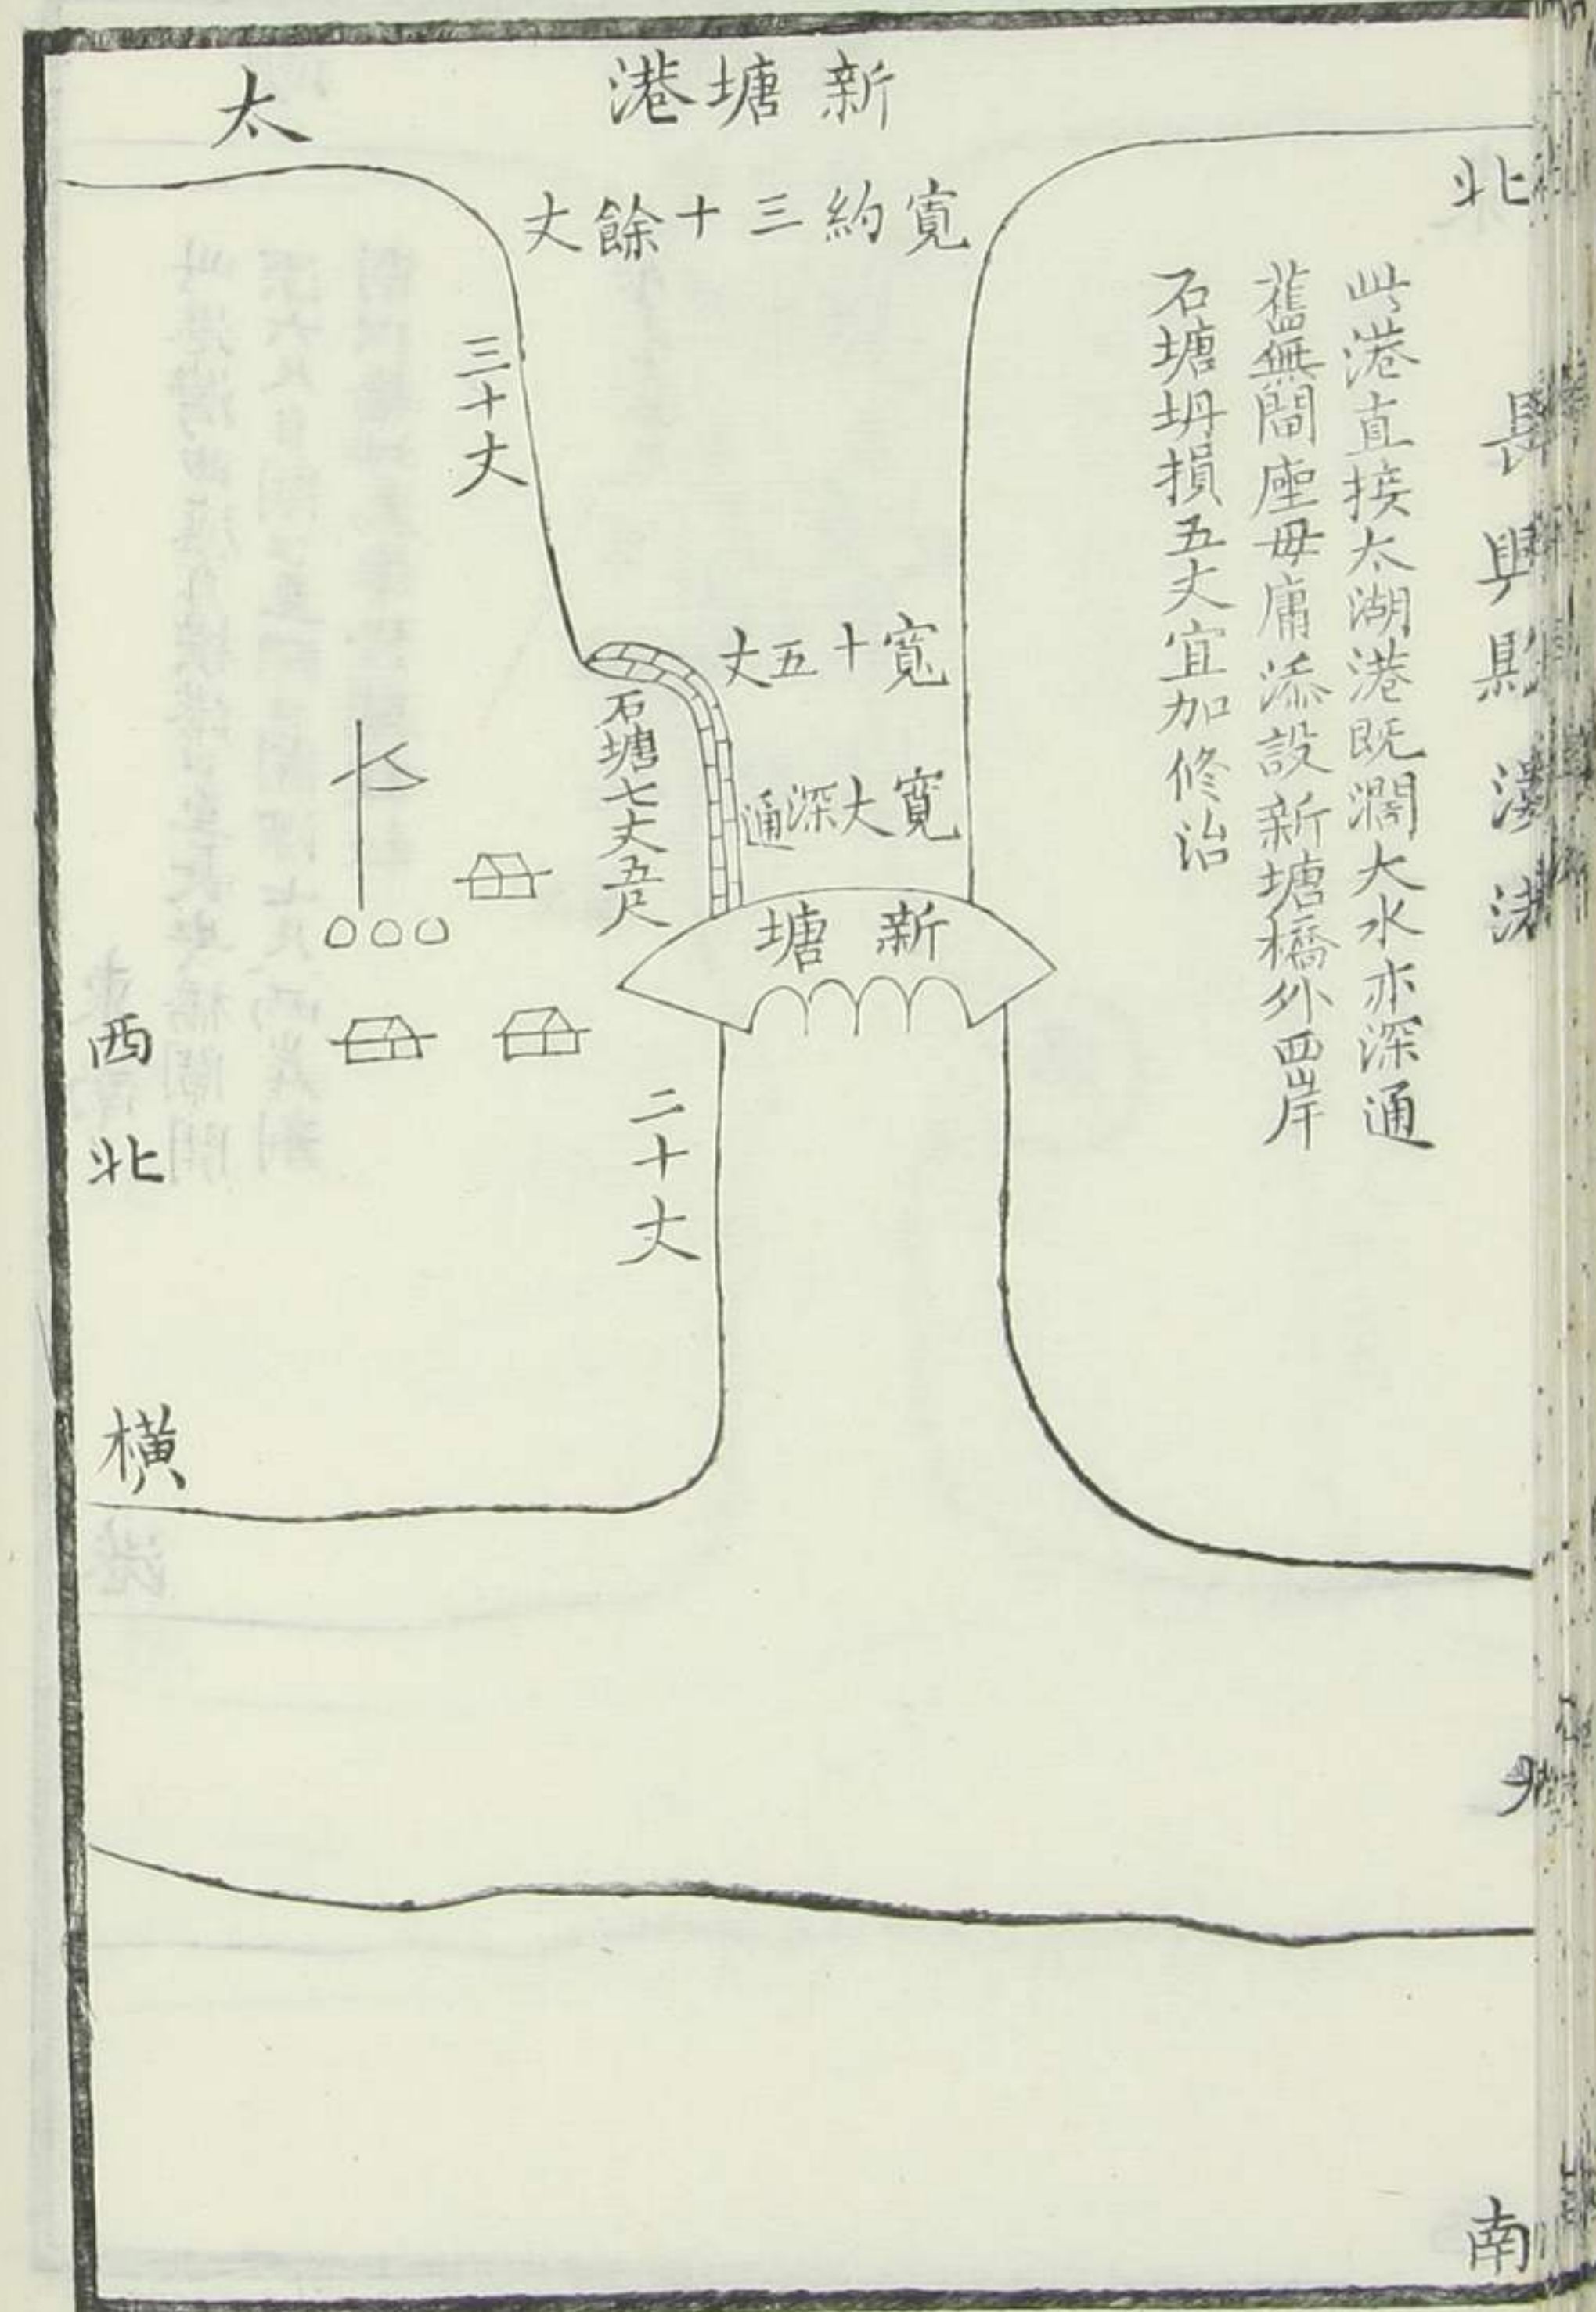 新塘港
太
北
寬約三十餘丈
長興縣漊港
此港直接太湖港既濶大水亦深通
舊無閘座毋庸添設新塘橋外西岸
石塘坍損五丈宜加修治
三十丈
寬十五丈
寬大深通
石塘七丈五尺
新塘
二十丈
西北
橫
南